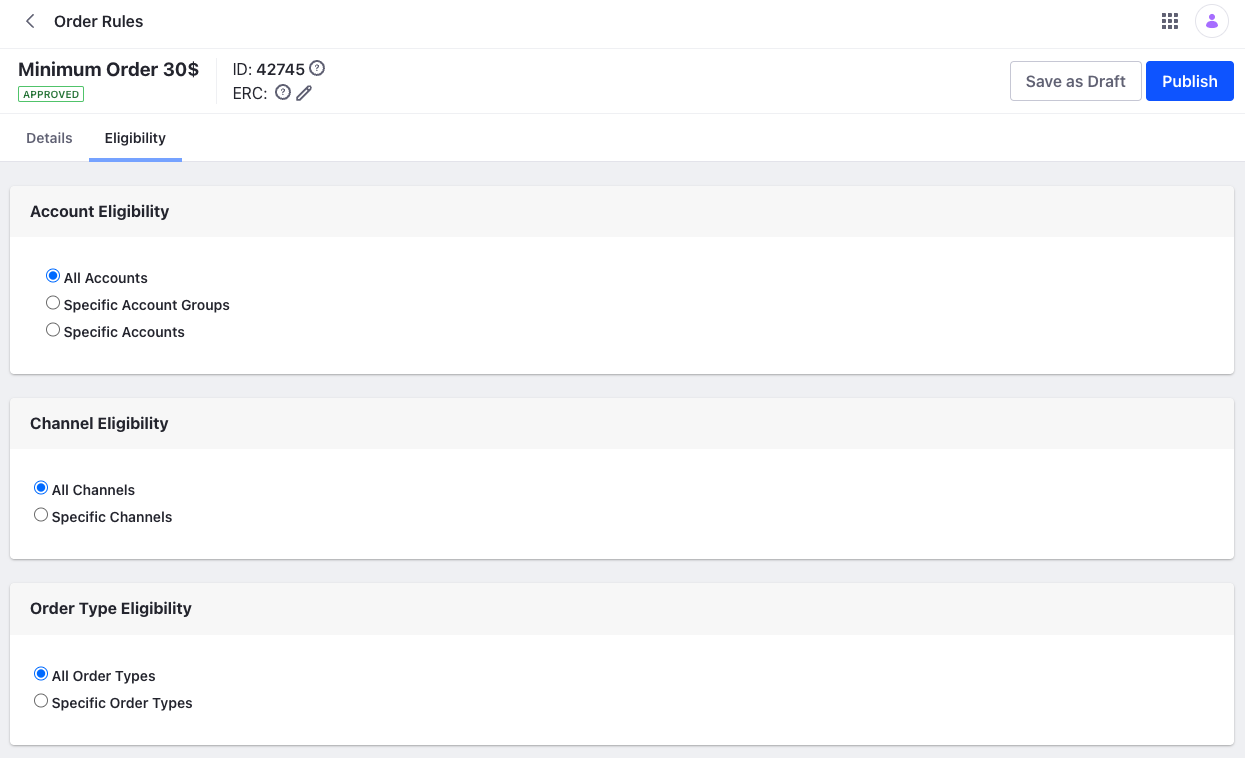 Order Rules
Minimum Order 30$
APPROVED
ID: 42745
ERC:
Save as Draft
Publish
Details
Eligibility
Account Eligibility
All Accounts
Specific Account Groups
Specific Accounts
Channel Eligibility
All Channels
Specific Channels
Order Type Eligibility
All Order Types
Specific Order Types